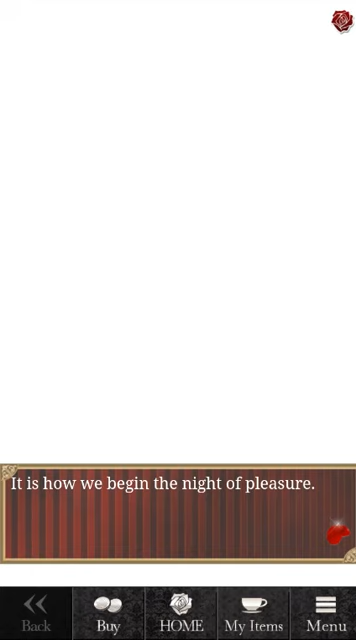 It is how we begin the night of pleasure.
Back
Buy
HOME
My Items
Menu